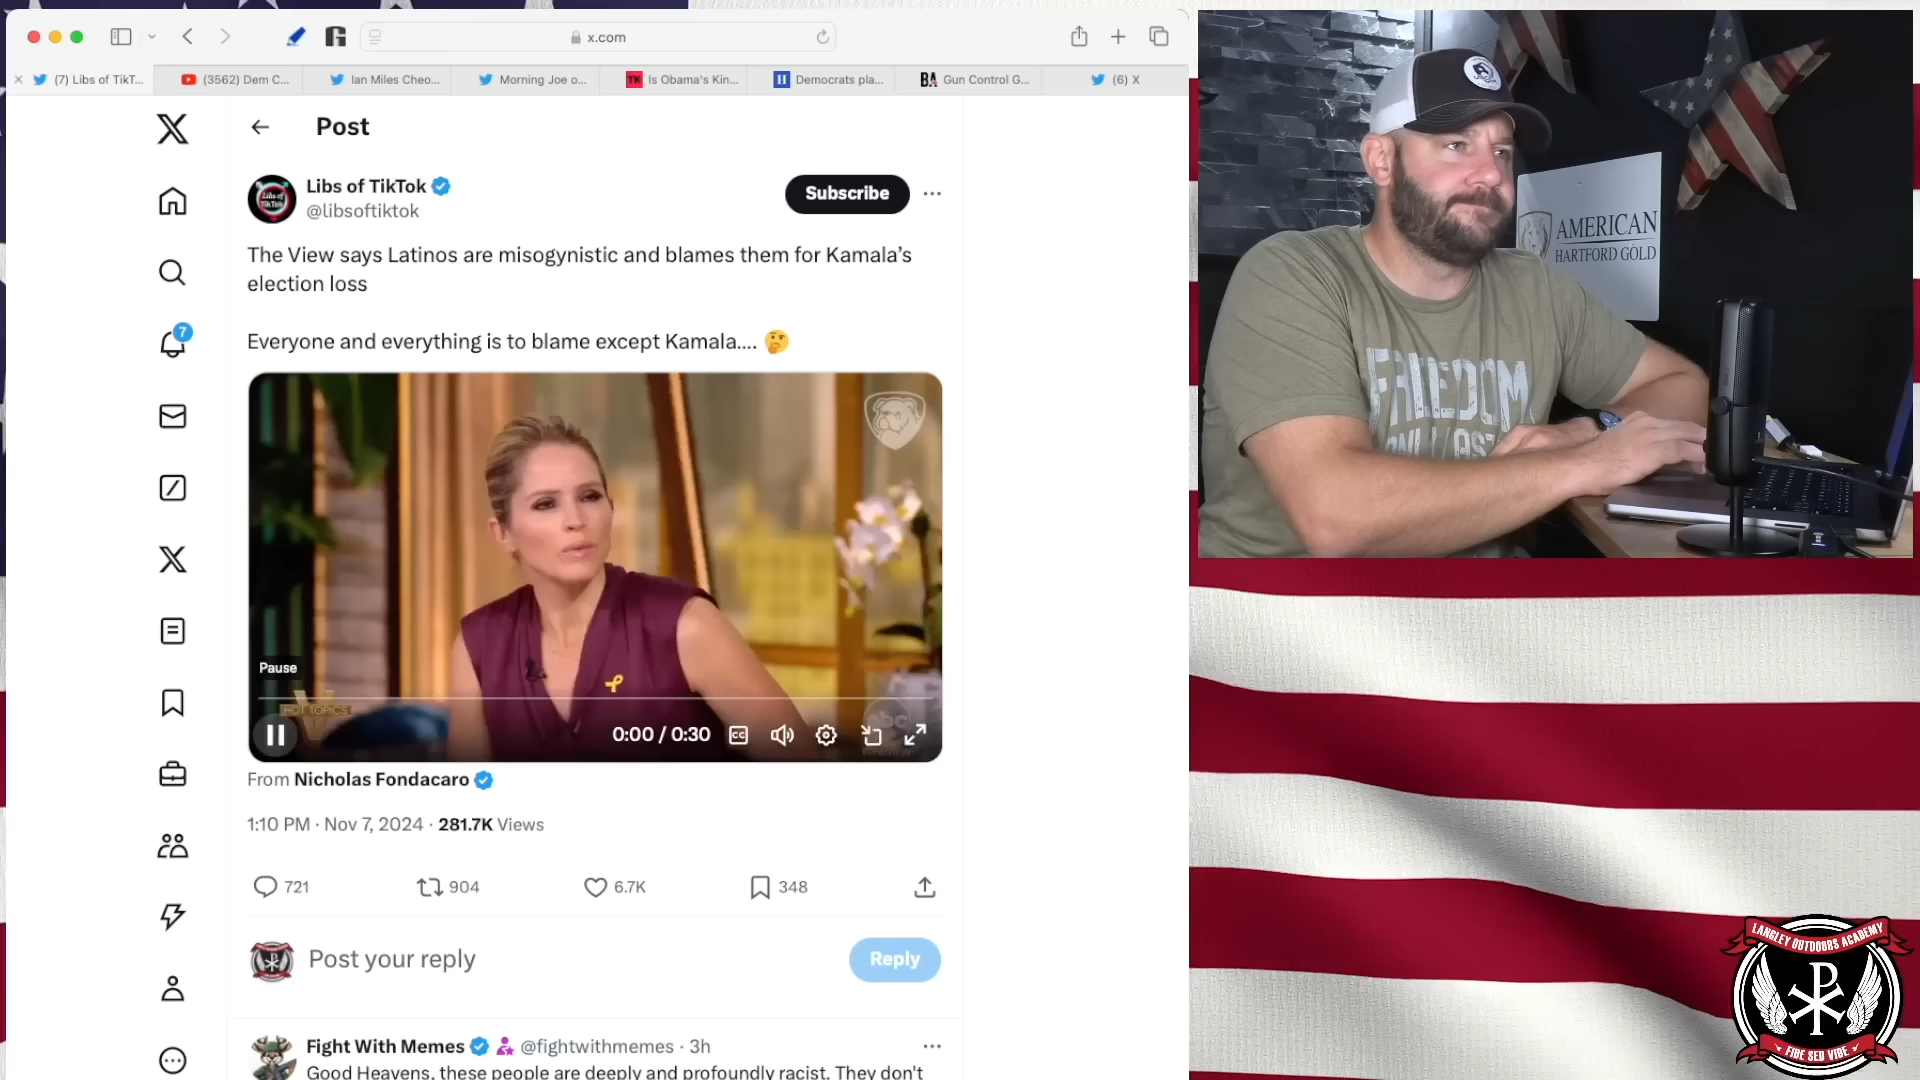 x.com
(7) Libs of TikT...
(3562) Dem C...
Ian Miles Cheo...
Morning Joe o...
Is Obama's Kin...
Democrats pla...
Gun Control G...
(6) X
Post
Libs of TikTok
@libsoftiktok
Subscribe
The View says Latinos are misogynistic and blames them for Kamala's
election loss
Everyone and everything is to blame except Kamala....
Pause
HOT TOPICS
0:00 / 0:30
abc
From Nicholas Fondacaro
1:10 PM · Nov 7, 2024 · 281.7K Views
721
904
6.7K
348
Post your reply
Reply
Fight With Memes @fightwithmemes · 3h
Good Heavens, these people are deeply and profoundly racist. They don't
7
AMERICAN
HARTFORD GOLD
FREEDOM
LANGLEY OUTDOORS ACADEMY
FIDE SED VIDE